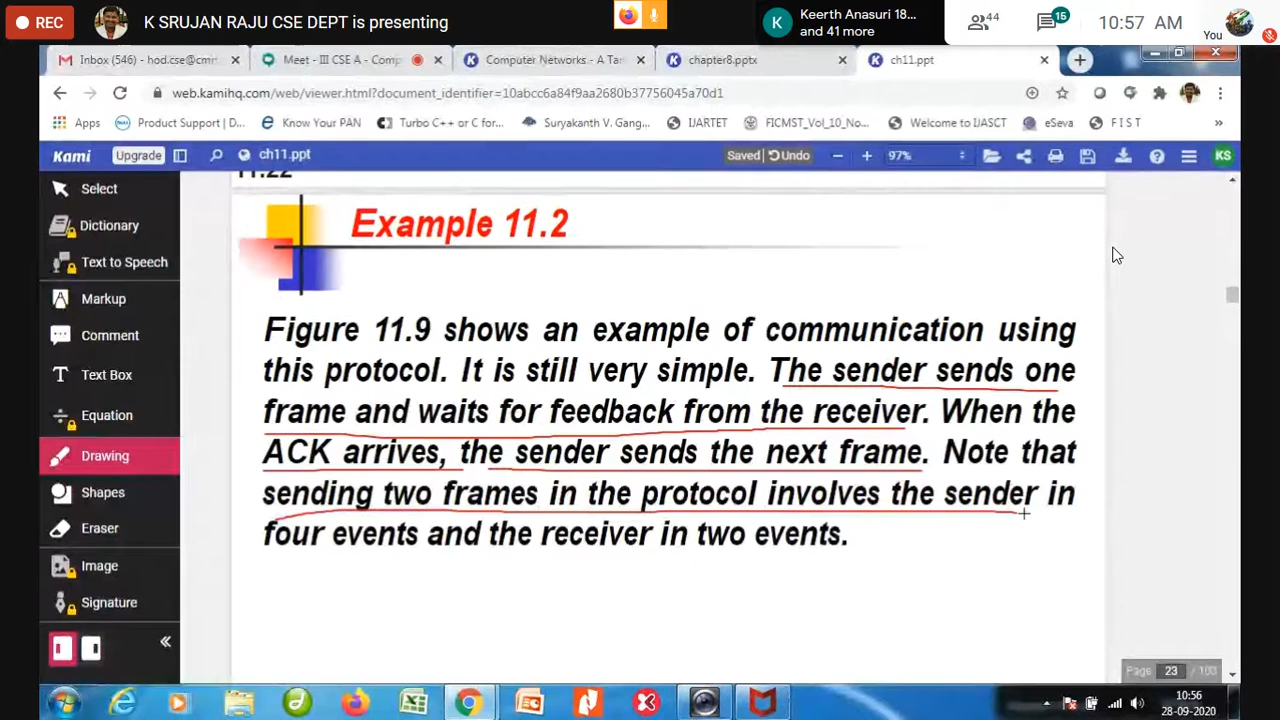 REC
K SRUJAN RAJU CSE DEPT is presenting
K
Keerth Anasuri 18...
and 41 more
44
15
10:57 AM
You
Inbox (546) - hod.cse@cmr
Meet - III CSE A - Comp
Computer Networks - A Tan
chapter8.pptx
ch11.ppt
web.kamihq.com/web/viewer.html?document_identifier=10abcc6a84f9aa2680b37756045a70d1
Apps
Product Support | D...
Know Your PAN
Turbo C++ or C for...
Suryakanth V. Gang...
IJARTET
FICMST_Vol_10_No...
Welcome to IJASCT
eSeva
F I S T
»
Kami
Upgrade
ch11.ppt
Saved
Undo
97%
KS
Select
Dictionary
Text to Speech
Markup
Comment
Text Box
Equation
Drawing
Shapes
Eraser
Image
Signature
11.22
Example 11.2
Figure 11.9 shows an example of communication using
this protocol. It is still very simple. The sender sends one
frame and waits for feedback from the receiver. When the
ACK arrives, the sender sends the next frame. Note that
sending two frames in the protocol involves the sender in
four events and the receiver in two events.
Page 23 / 100
10:56
28-09-2020